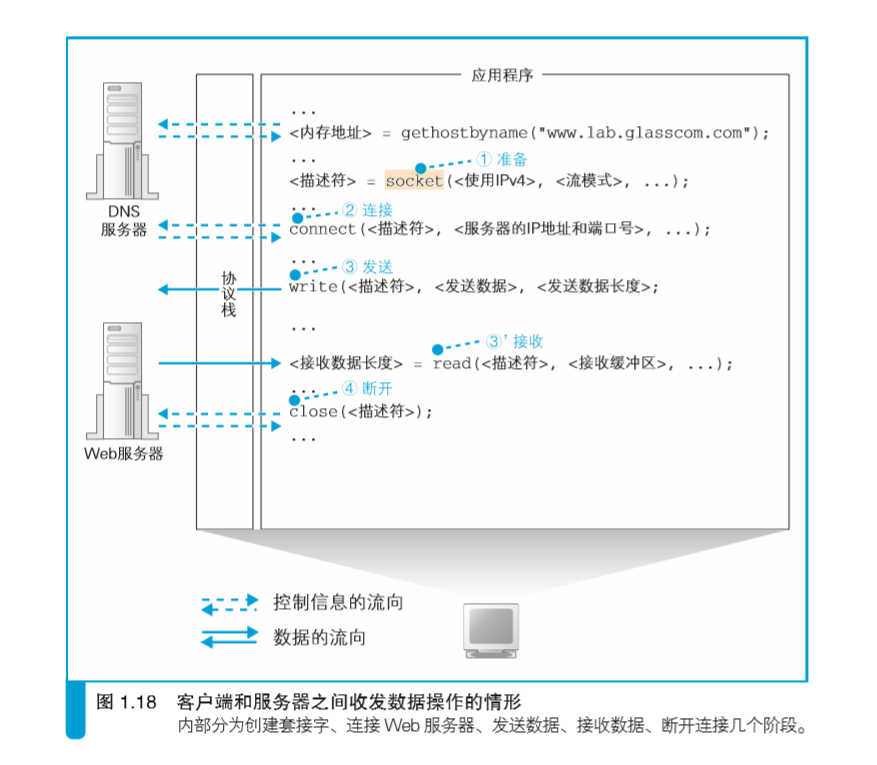 应用程序
...
<内存地址> = gethostbyname("www.lab.glasscom.com");
...
① 准备
<描述符> = socket(<使用IPv4>, <流模式>, ...);
...
② 连接
connect(<描述符>, <服务器的IP地址和端口号>, ...);
...
③ 发送
write(<描述符>, <发送数据>, <发送数据长度>;
...
③' 接收
<接收数据长度> = read(<描述符>, <接收缓冲区>, ...);
...
④ 断开
close(<描述符>);
...
DNS
服务器
协
议
栈
Web服务器
控制信息的流向
数据的流向
图 1.18 客户端和服务器之间收发数据操作的情形
内部分为创建套接字、连接 Web 服务器、发送数据、接收数据、断开连接几个阶段。